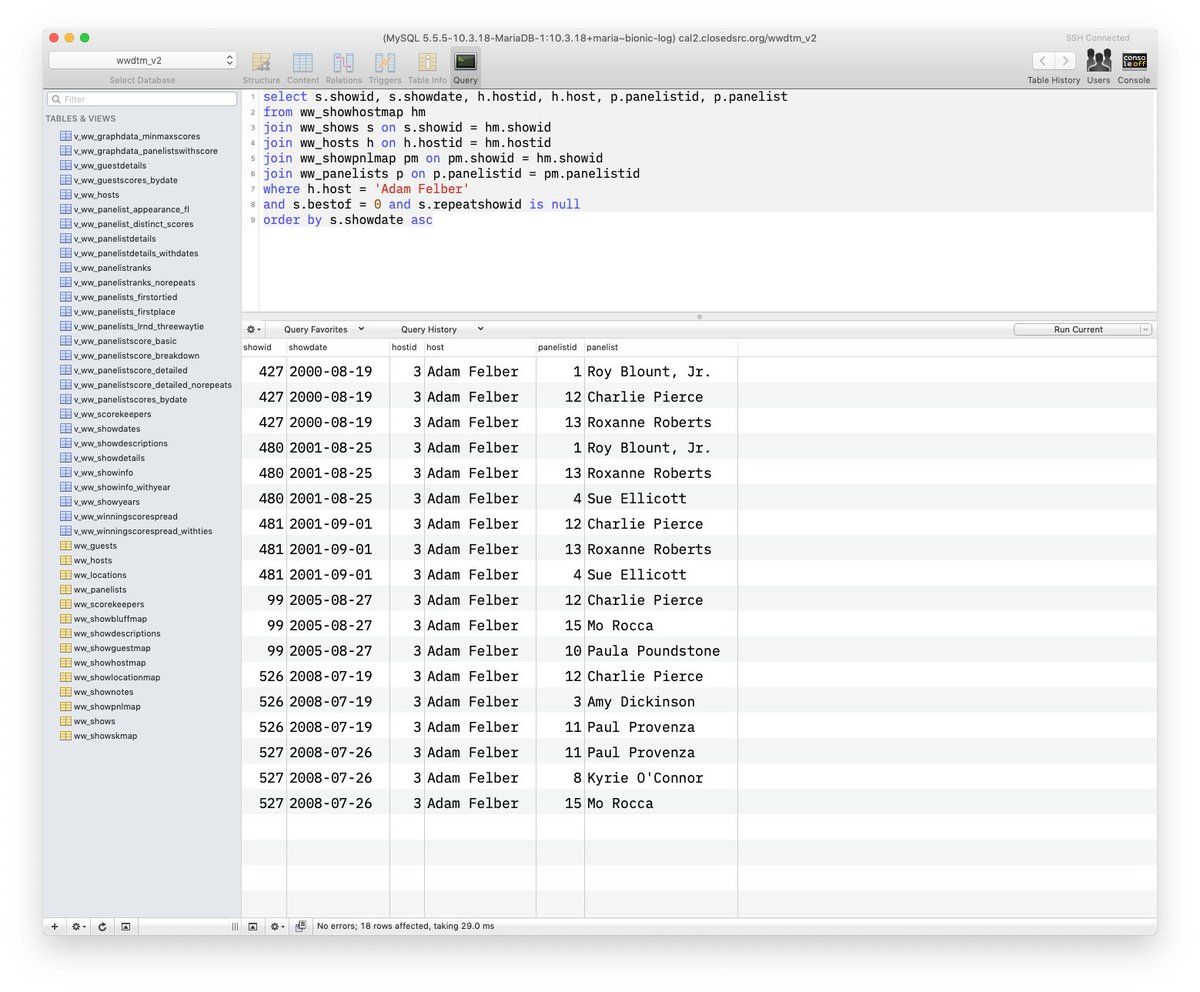 (MySQL 5.5.5-10.3.18-MariaDB-1:10.3.18+maria~bionic-log) cal2.closedsrc.org/wwdtm_v2
SSH Connected
wwdtm_v2
conso
le off
Select Database
Structure Content Relations Triggers Table Info Query
Table History Users Console
Filter
TABLES & VIEWS
v_ww_graphdata_minmaxscores
v_ww_graphdata_panelistswithscore
v_ww_guestdetails
v_ww_guestscores_bydate
v_ww_hosts
v_ww_panelist_appearance_fl
v_ww_panelist_distinct_scores
v_ww_panelistdetails
v_ww_panelistdetails_withdates
v_ww_panelistranks
v_ww_panelistranks_norepeats
v_ww_panelists_firstortied
v_ww_panelists_firstplace
v_ww_panelists_lrnd_threewaytie
v_ww_panelistscore_basic
v_ww_panelistscore_breakdown
v_ww_panelistscore_detailed
v_ww_panelistscore_detailed_norepeats
v_ww_panelistscores_bydate
v_ww_scorekeepers
v_ww_showdates
v_ww_showdescriptions
v_ww_showdetails
v_ww_showinfo
v_ww_showinfo_withyear
v_ww_showyears
v_ww_winningscorespread
v_ww_winningscorespread_withties
ww_guests
ww_hosts
ww_locations
ww_panelists
ww_scorekeepers
ww_showbluffmap
ww_showdescriptions
ww_showguestmap
ww_showhostmap
ww_showlocationmap
ww_shownotes
ww_showpnlmap
ww_shows
ww_showskmap
1 select s.showid, s.showdate, h.hostid, h.host, p.panelistid, p.panelist
2 from ww_showhostmap hm
3 join ww_shows s on s.showid = hm.showid
4 join ww_hosts h on h.hostid = hm.hostid
5 join ww_showpnlmap pm on pm.showid = hm.showid
6 join ww_panelists p on p.panelistid = pm.panelistid
7 where h.host = 'Adam Felber'
8 and s.bestof = 0 and s.repeatshowid is null
9 order by s.showdate asc
Query Favorites Query History Run Current
showid showdate hostid host panelistid panelist
427 2000-08-19 3 Adam Felber 1 Roy Blount, Jr.
427 2000-08-19 3 Adam Felber 12 Charlie Pierce
427 2000-08-19 3 Adam Felber 13 Roxanne Roberts
480 2001-08-25 3 Adam Felber 1 Roy Blount, Jr.
480 2001-08-25 3 Adam Felber 13 Roxanne Roberts
480 2001-08-25 3 Adam Felber 4 Sue Ellicott
481 2001-09-01 3 Adam Felber 12 Charlie Pierce
481 2001-09-01 3 Adam Felber 13 Roxanne Roberts
481 2001-09-01 3 Adam Felber 4 Sue Ellicott
99 2005-08-27 3 Adam Felber 12 Charlie Pierce
99 2005-08-27 3 Adam Felber 15 Mo Rocca
99 2005-08-27 3 Adam Felber 10 Paula Poundstone
526 2008-07-19 3 Adam Felber 12 Charlie Pierce
526 2008-07-19 3 Adam Felber 3 Amy Dickinson
526 2008-07-19 3 Adam Felber 11 Paul Provenza
527 2008-07-26 3 Adam Felber 11 Paul Provenza
527 2008-07-26 3 Adam Felber 8 Kyrie O'Connor
527 2008-07-26 3 Adam Felber 15 Mo Rocca
No errors; 18 rows affected, taking 29.0 ms